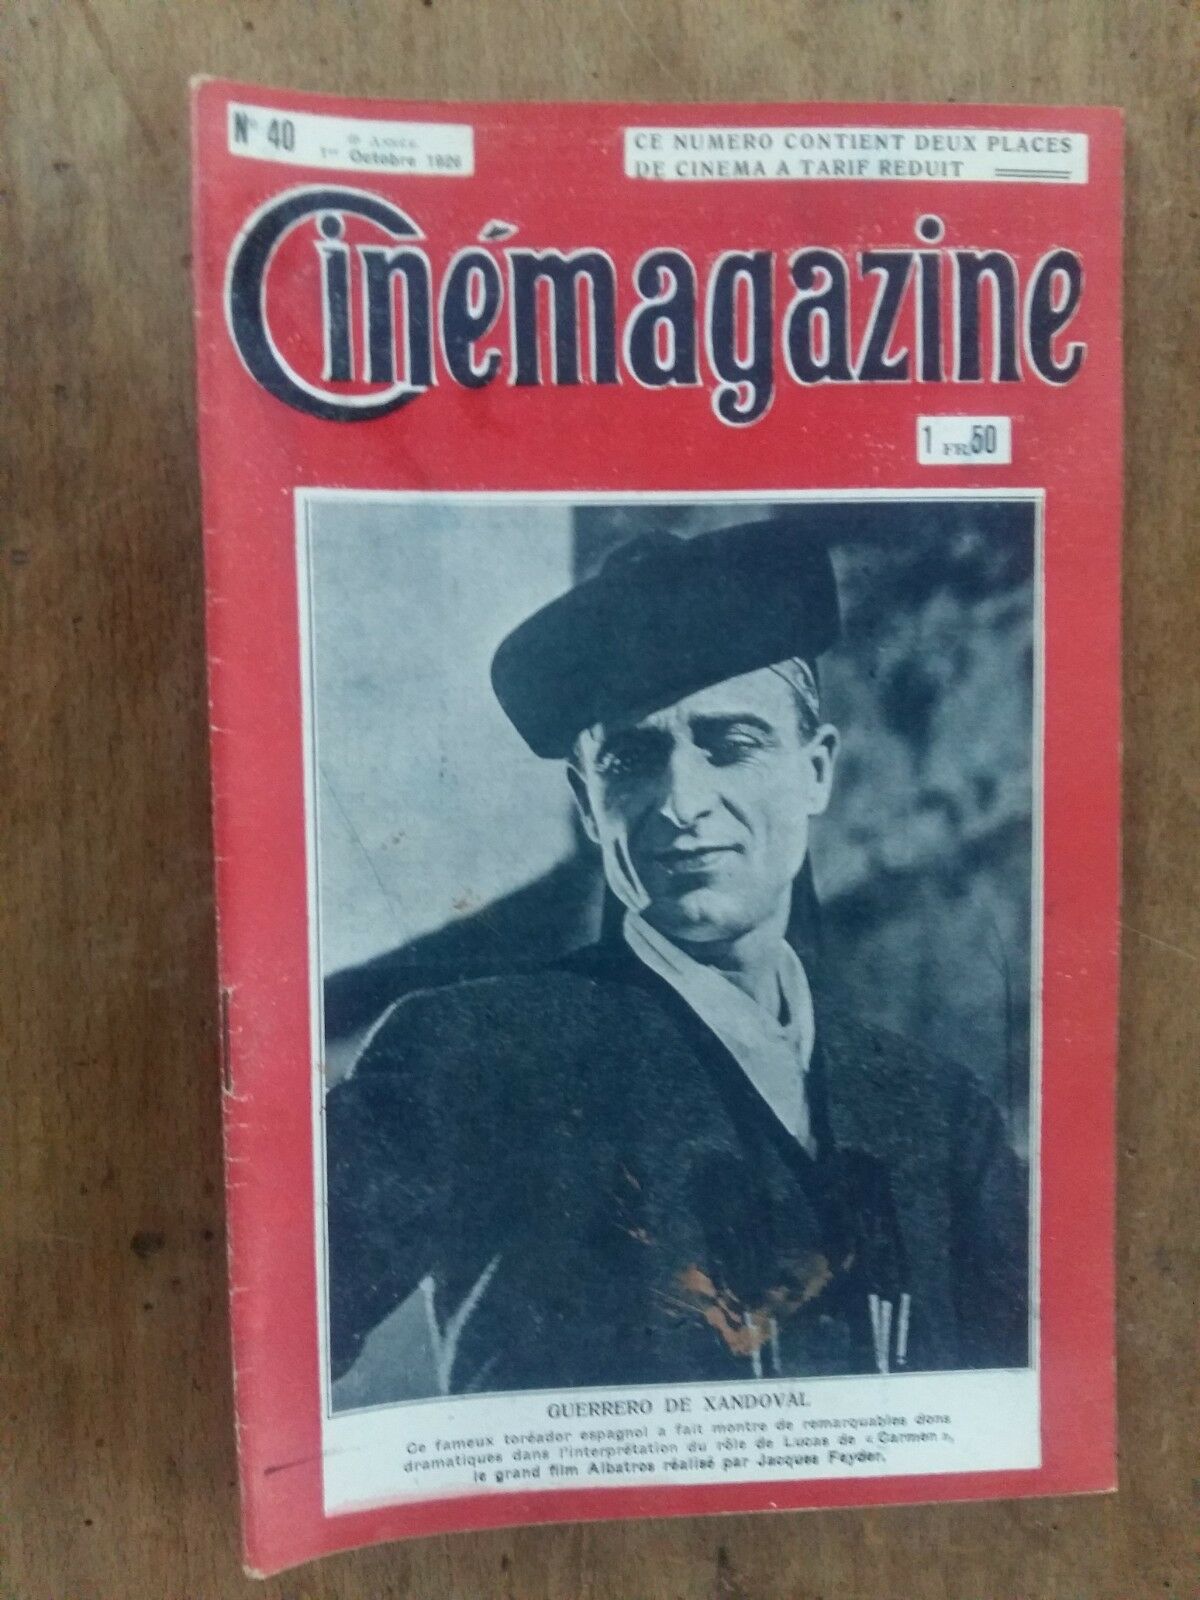 N° 40
6e Année
1er Octobre 1926
CE NUMERO CONTIENT DEUX PLACES
DE CINEMA A TARIF REDUIT
Cinémagazine
1 FR. 50
GUERRERO DE XANDOVAL
Ce fameux toréador espagnol a fait montre de remarquables dons
dramatiques dans l'interprétation du rôle de Lucas de « Carmen »,
le grand film Albatros réalisé par Jacques Feyder.